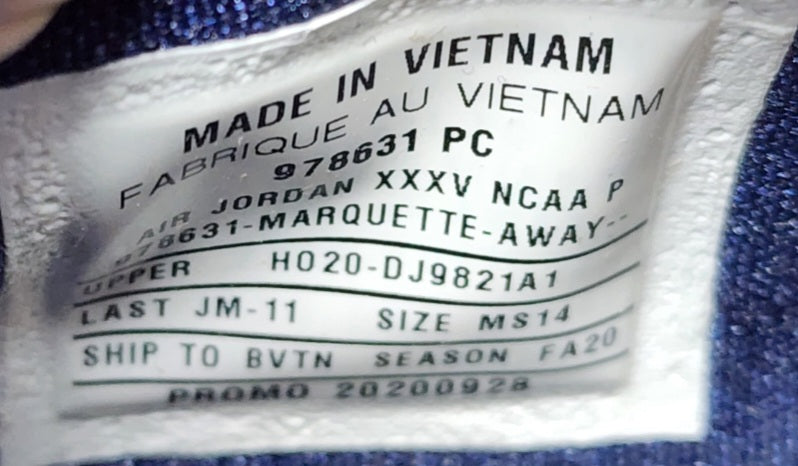 MADE IN VIETNAM
FABRIQUE AU VIETNAM
978631 PC
AIR JORDAN XXXV NCAA P
978631-MARQUETTE-AWAY--
UPPER HO20-DJ9821A1
LAST JM-11 SIZE MS14
SHIP TO BVTN SEASON FA20
PROMO 20200928